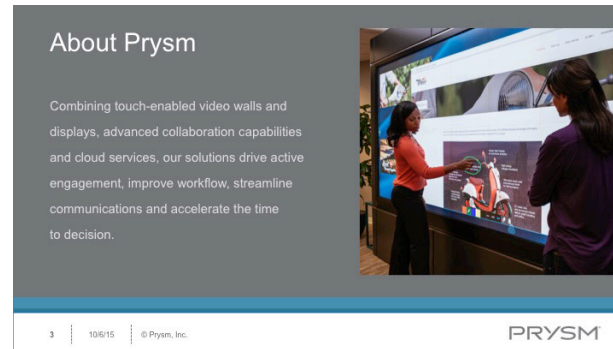 About Prysm
Combining touch-enabled video walls and
displays, advanced collaboration capabilities
and cloud services, our solutions drive active
engagement, improve workflow, streamline
communications and accelerate the time
to decision.
3
10/6/15
© Prysm, Inc.
PRYSM